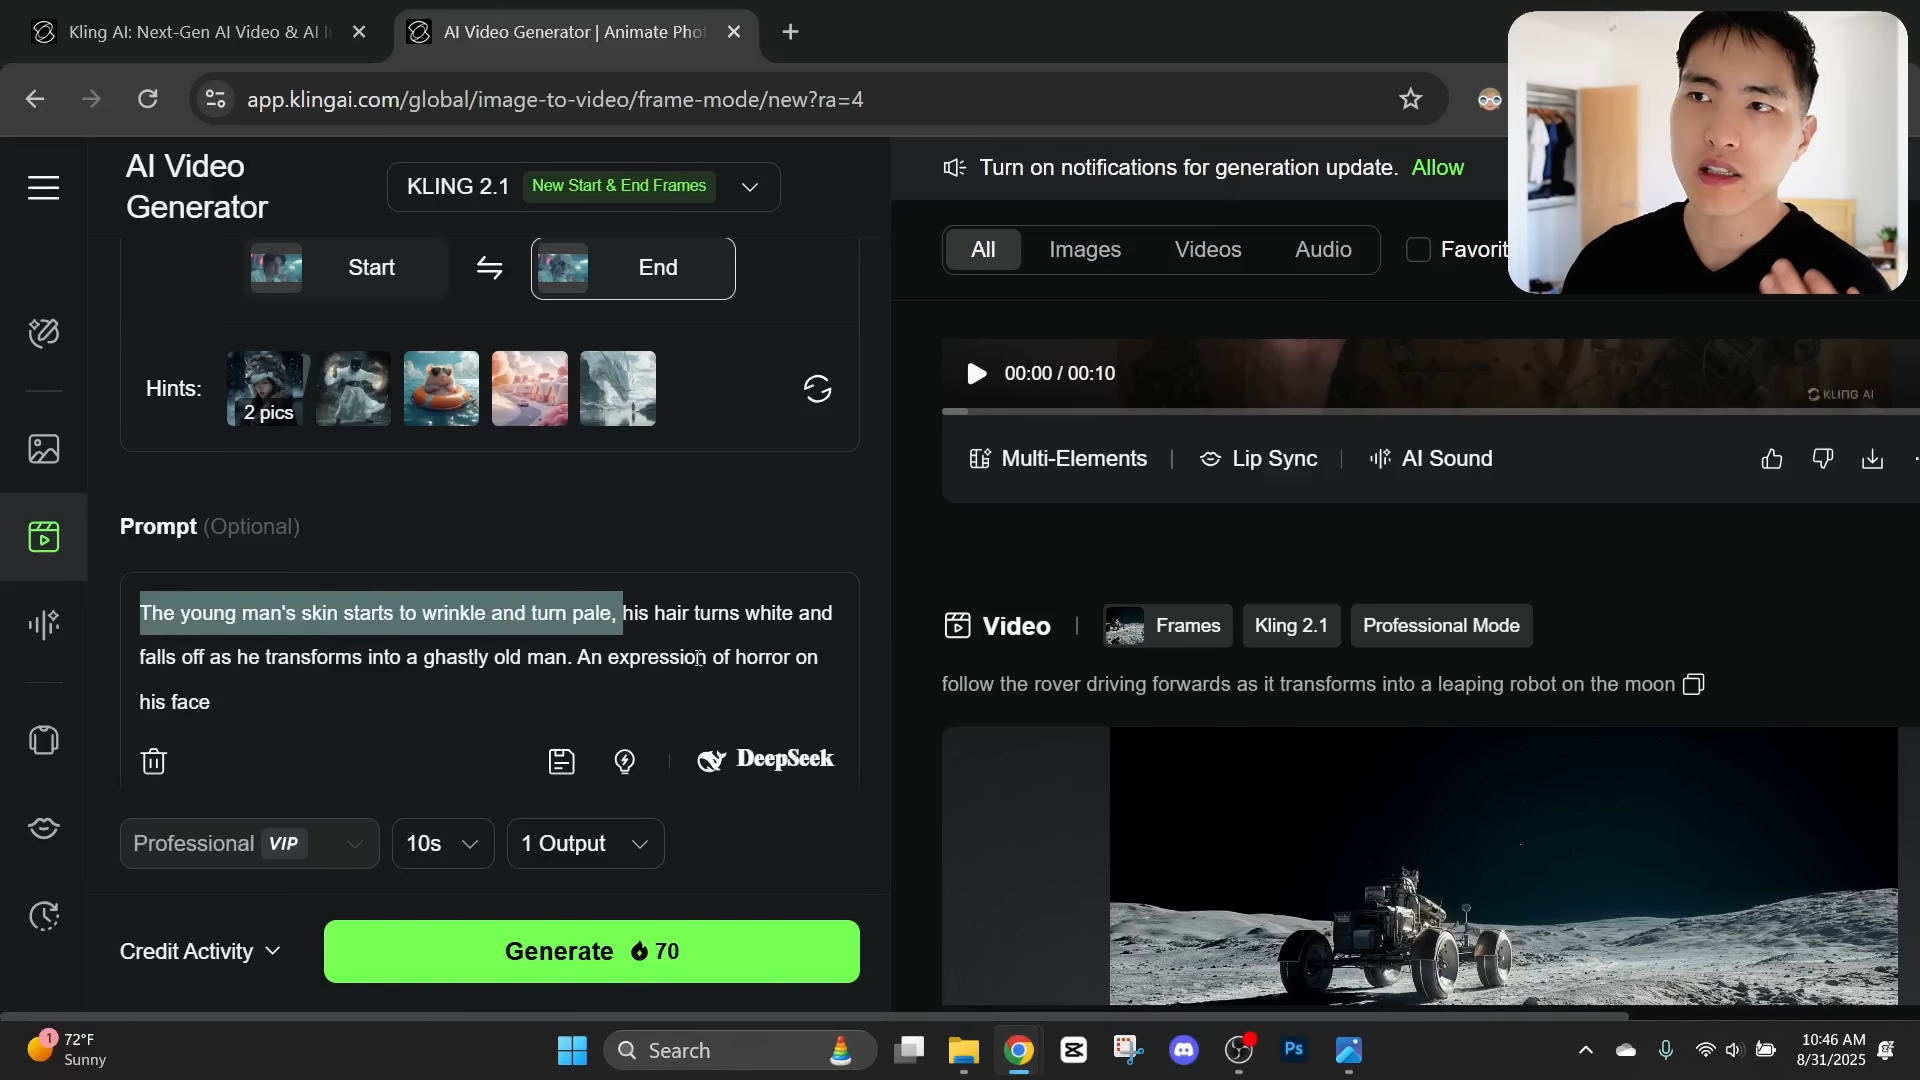 Kling AI: Next-Gen AI Video & AI I
AI Video Generator | Animate Pho
app.klingai.com/global/image-to-video/frame-mode/new?ra=4
AI Video
Generator
KLING 2.1 New Start & End Frames
Turn on notifications for generation update. Allow
Start
End
All
Images
Videos
Audio
Favorit
Hints:
2 pics
00:00 / 00:10
KLING AI
Multi-Elements
Lip Sync
AI Sound
Prompt (Optional)
The young man's skin starts to wrinkle and turn pale, his hair turns white and
falls off as he transforms into a ghastly old man. An expression of horror on
his face
DeepSeek
Video
Frames
Kling 2.1
Professional Mode
follow the rover driving forwards as it transforms into a leaping robot on the moon
Professional VIP
10s
1 Output
Credit Activity
Generate 70
1
72°F
Sunny
Search
Ps
10:46 AM
8/31/2025